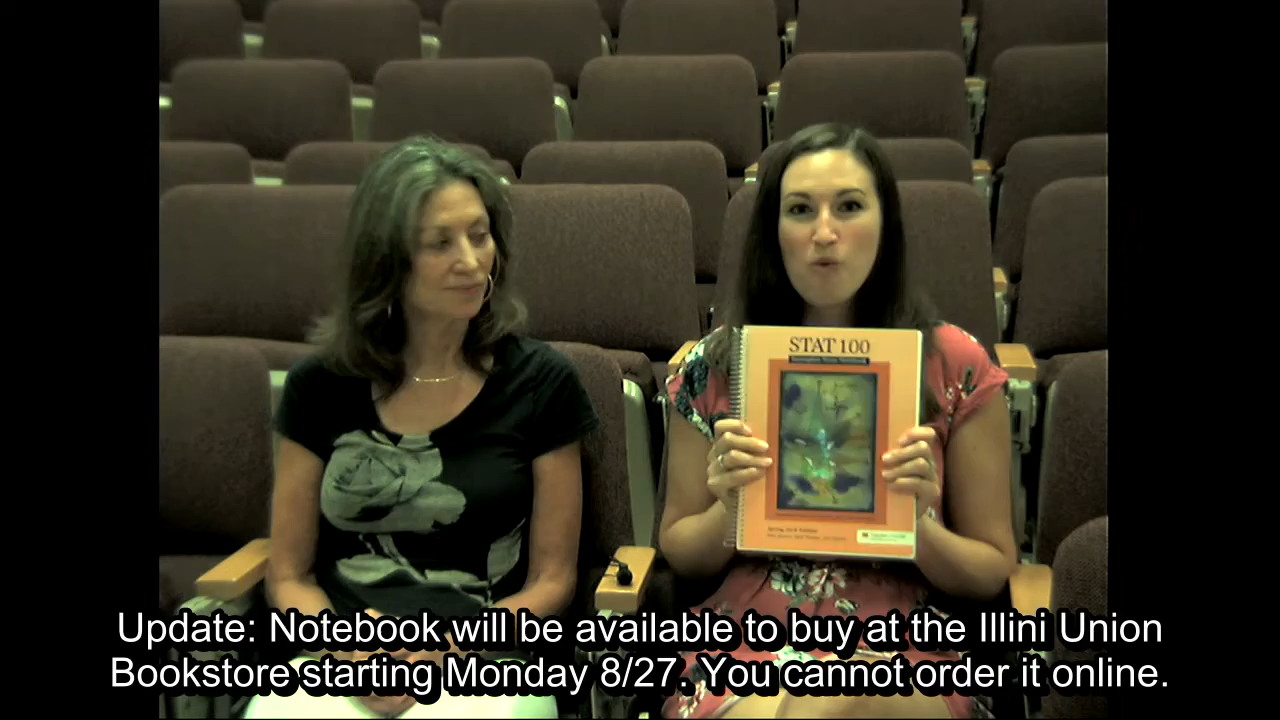 STAT 100
Update: Notebook will be available to buy at the Illini Union
Bookstore starting Monday 8/27. You cannot order it online.